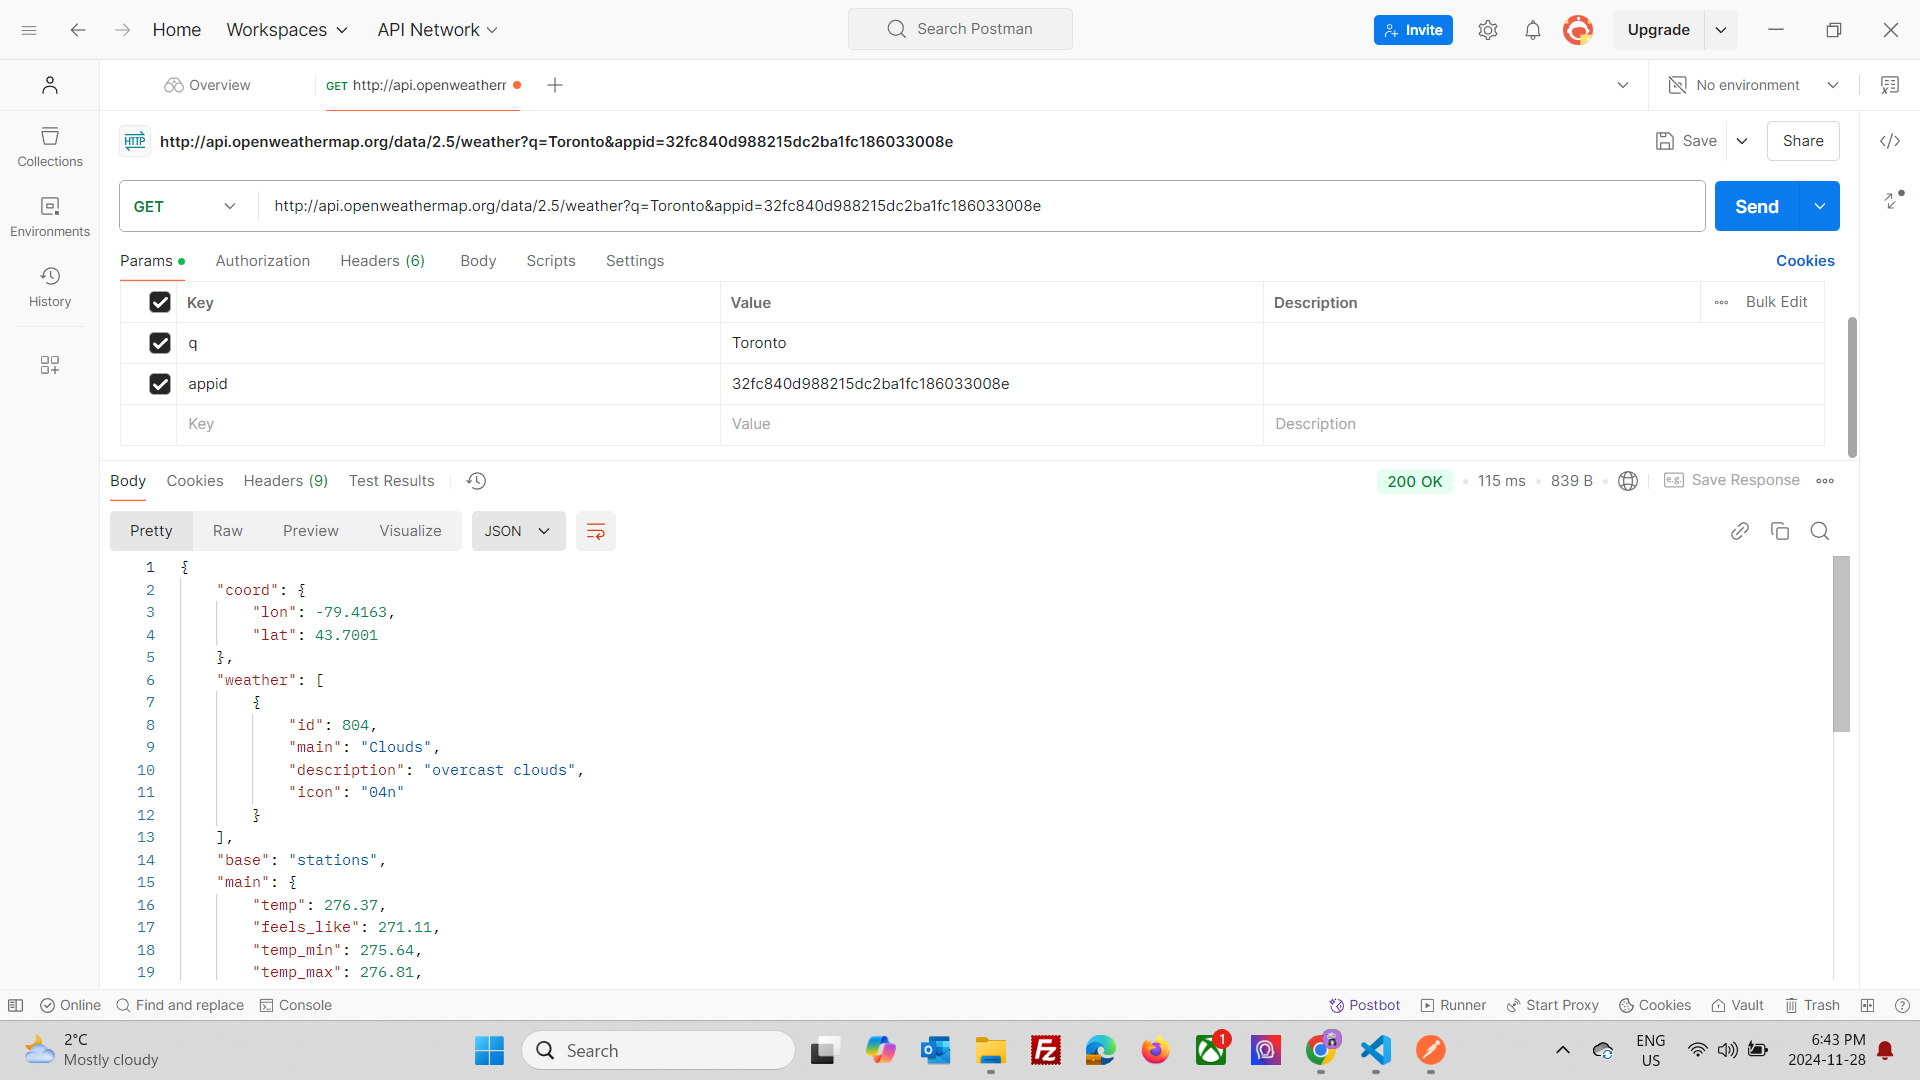 Home
Workspaces
API Network
Search Postman
Invite
Upgrade
Overview
GET http://api.openweatherr
No environment
HTTP
http://api.openweathermap.org/data/2.5/weather?q=Toronto&appid=32fc840d988215dc2ba1fc186033008e
Save
Share
Collections
Environments
History
GET
http://api.openweathermap.org/data/2.5/weather?q=Toronto&appid=32fc840d988215dc2ba1fc186033008e
Send
Params
Authorization
Headers (6)
Body
Scripts
Settings
Cookies
Key Value Description Bulk Edit
q Toronto
appid 32fc840d988215dc2ba1fc186033008e
Key Value Description
Body
Cookies
Headers (9)
Test Results
200 OK
115 ms
839 B
e.g.
Save Response
Pretty
Raw
Preview
Visualize
JSON
1 {
2 "coord": {
3 "lon": -79.4163,
4 "lat": 43.7001
5 },
6 "weather": [
7 {
8 "id": 804,
9 "main": "Clouds",
10 "description": "overcast clouds",
11 "icon": "04n"
12 }
13 ],
14 "base": "stations",
15 "main": {
16 "temp": 276.37,
17 "feels_like": 271.11,
18 "temp_min": 275.64,
19 "temp_max": 276.81,
Online
Find and replace
Console
Postbot
Runner
Start Proxy
Cookies
Vault
Trash
2°C
Mostly cloudy
Search
Fz
1
ENG
US
6:43 PM
2024-11-28